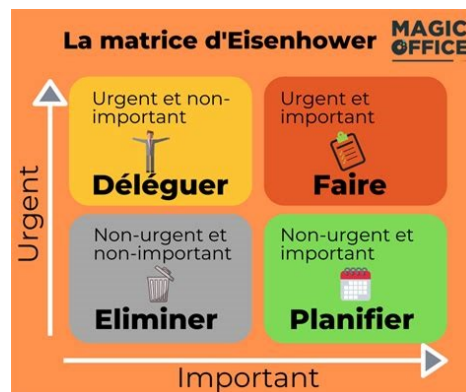 La matrice d'Eisenhower
MAGIC
OFFICE
Urgent et non-
important
Déléguer
Urgent et
important
Faire
Non-urgent et
non-important
Eliminer
Non-urgent et
important
Planifier
Urgent
Important